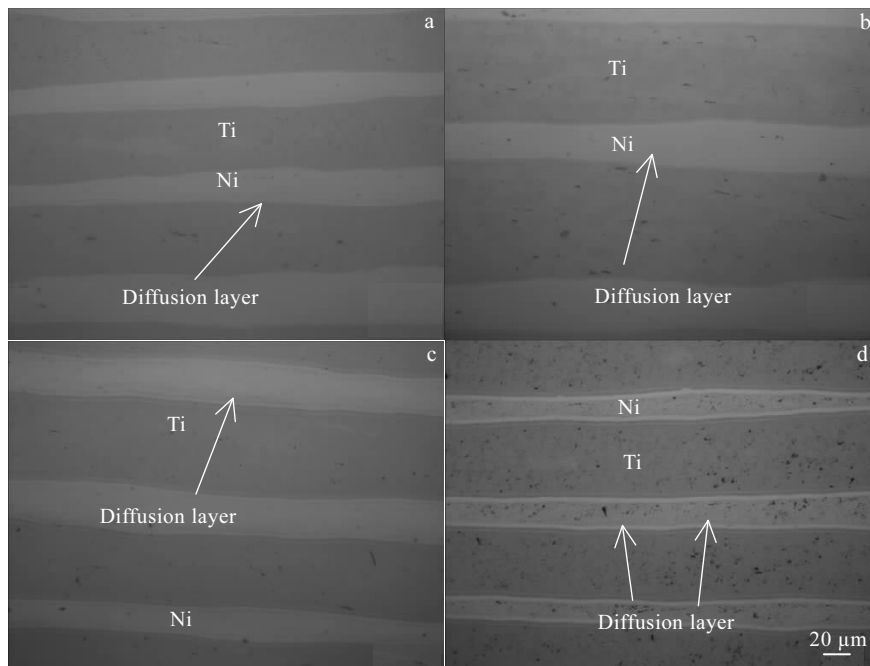 a
Ti
Ni
Diffusion layer
b
Ti
Ni
Diffusion layer
c
Ti
Diffusion layer
Ni
d
Ni
Ti
Diffusion layer
20 μm